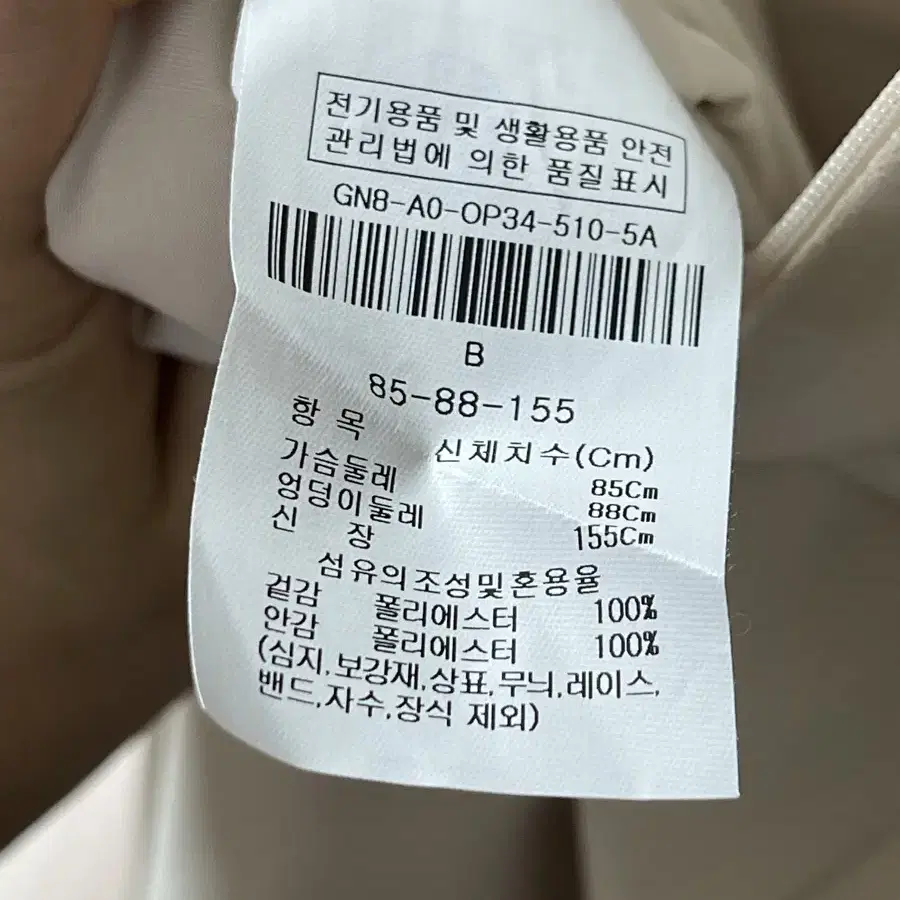 전기용품 및 생활용품 안전
관리법에 의한 품질표시
GN8-A0-OP34-510-5A
B
85-88-155
항 목 신체치수(Cm)
가슴둘레 85Cm
엉덩이둘레 88Cm
신 장 155Cm
섬유의조성및혼용율
겉감 폴리에스터 100%
안감 폴리에스터 100%
(심지,보강재,상표,무늬,레이스,
밴드,자수,장식 제외)